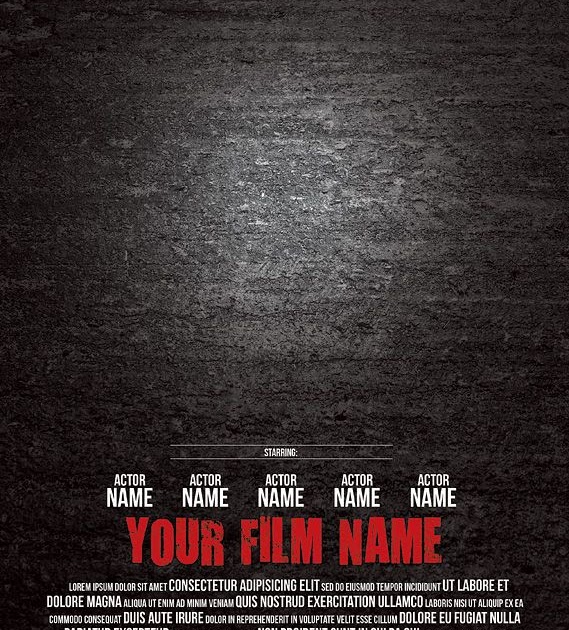 STARRING:
ACTOR ACTOR ACTOR ACTOR ACTOR
NAME NAME NAME NAME NAME
YOUR FILM NAME
LOREM IPSUM DOLOR SIT AMET CONSECTETUR ADIPISICING ELIT SED DO EIUSMOD TEMPOR INCIDIDUNT UT LABORE ET
DOLORE MAGNA ALIQUA UT ENIM AD MINIM VENIAM QUIS NOSTRUD EXERCITATION ULLAMCO LABORIS NISI UT ALIQUIP EX EA
COMMODO CONSEQUAT DUIS AUTE IRURE DOLOR IN REPREHENDERIT IN VOLUPTATE VELIT ESSE CILLUM DOLORE EU FUGIAT NULLA